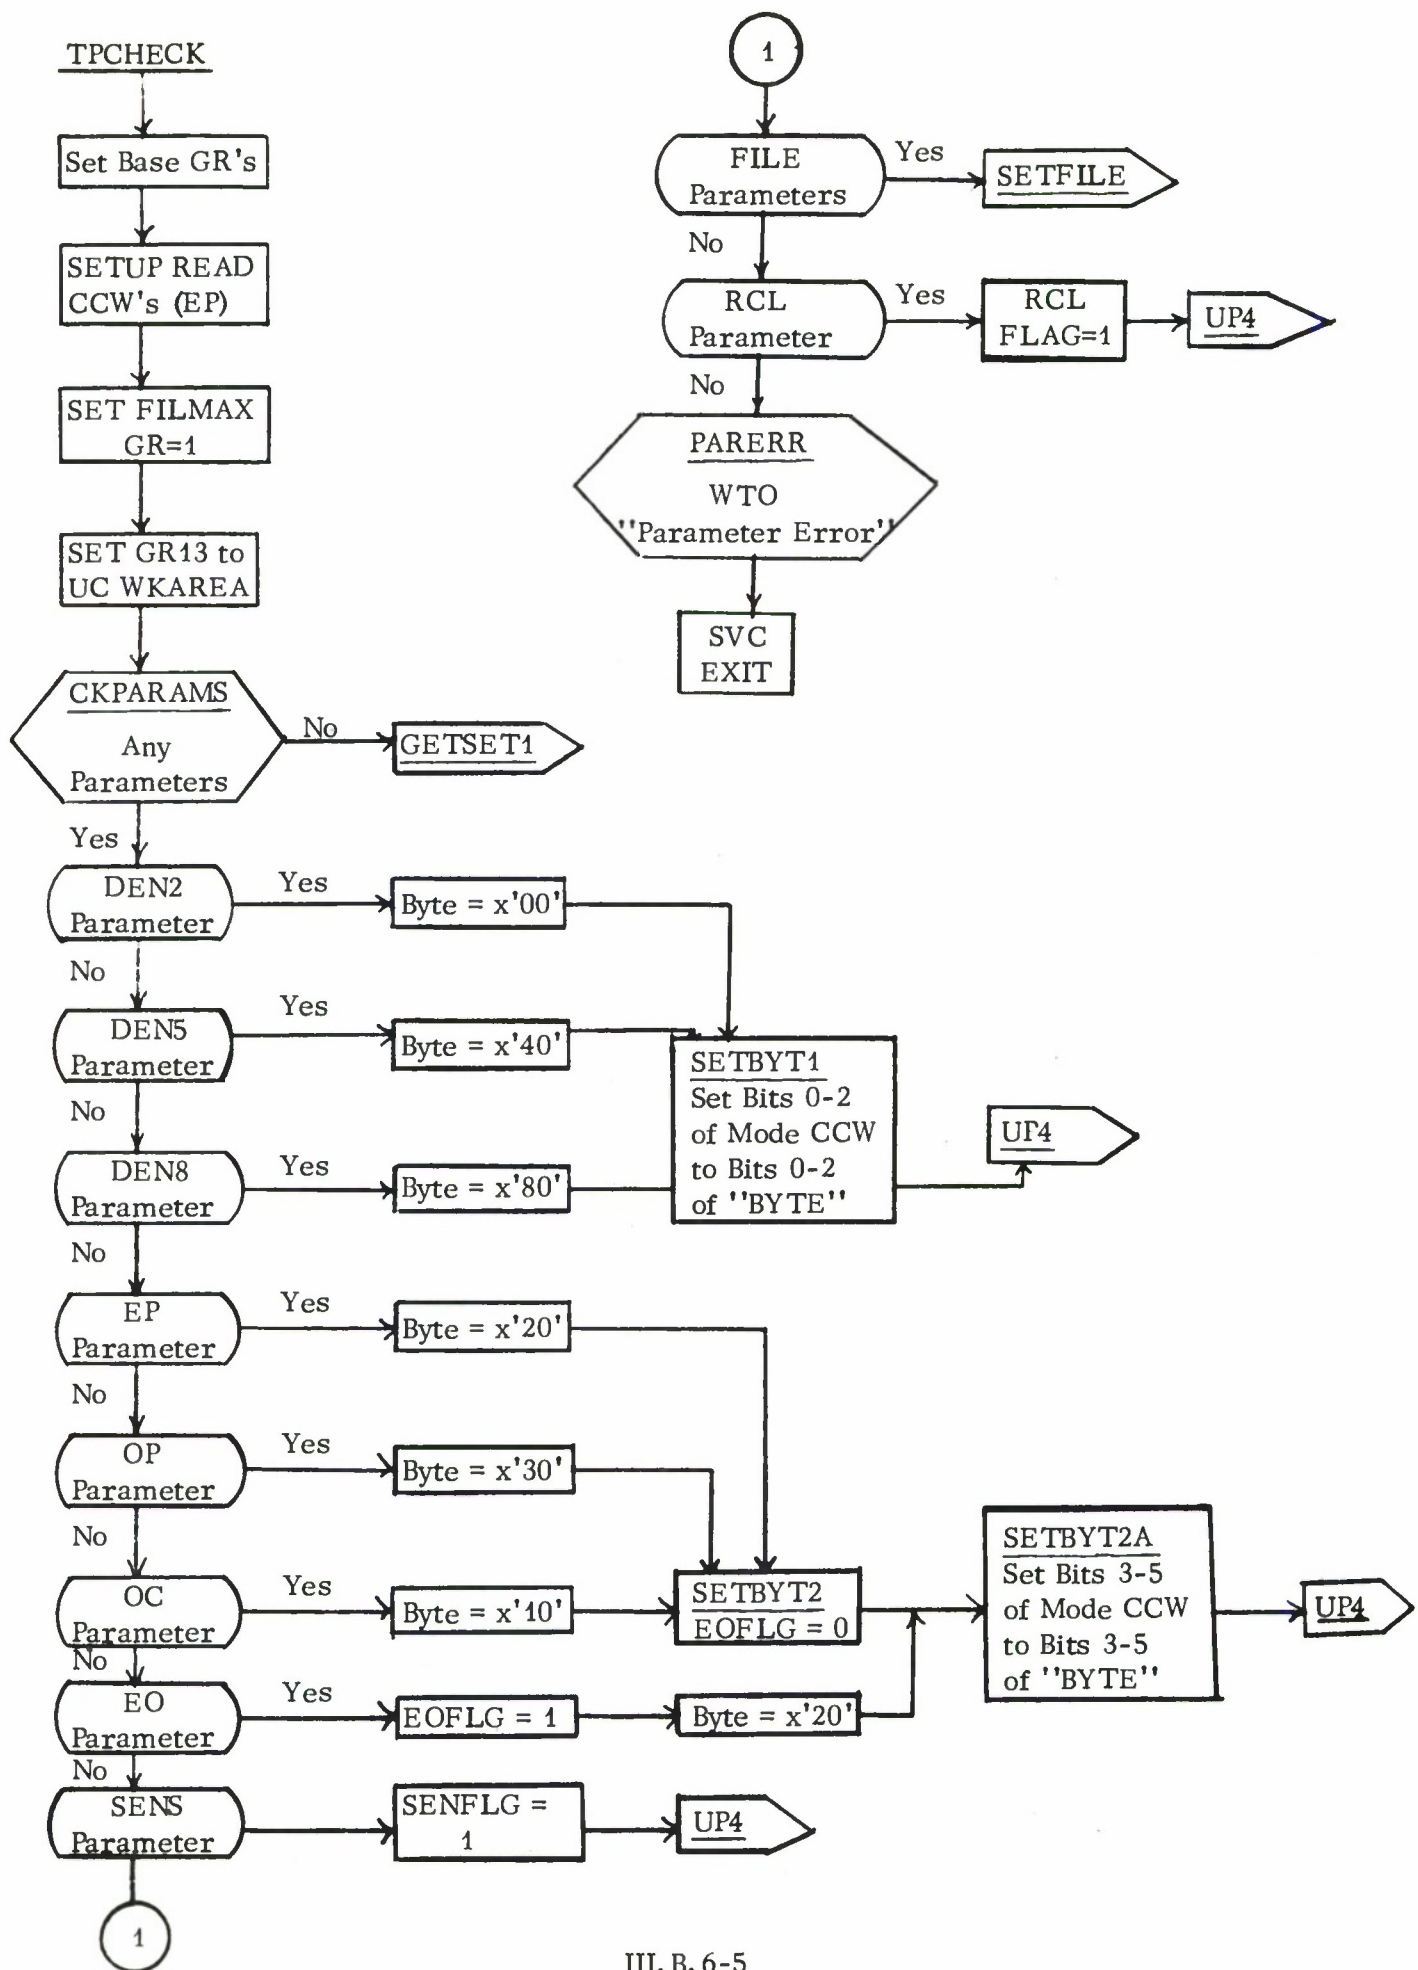 TPCHECK
Set Base GR's
SETUP READ
CCW's (EP)
SET FILMAX
GR=1
SET GR13 to
UC WKAREA
CKPARAMS
Any
Parameters
No
GETSET1
Yes
DEN2
Parameter
Yes
Byte = x'00'
No
DEN5
Parameter
Yes
Byte = x'40'
SETBYT1
Set Bits 0-2
of Mode CCW
to Bits 0-2
of "BYTE"
UP4
No
DEN8
Parameter
Yes
Byte = x'80'
No
EP
Parameter
Yes
Byte = x'20'
No
OP
Parameter
Yes
Byte = x'30'
No
OC
Parameter
Yes
Byte = x'10'
SETBYT2
EOFLG = 0
SETBYT2A
Set Bits 3-5
of Mode CCW
to Bits 3-5
of "BYTE"
UP4
No
EO
Parameter
Yes
EOFLG = 1
Byte = x'20'
No
SENS
Parameter
SENFLG =
1
UP4
1
1
FILE
Parameters
Yes
SETFILE
No
RCL
Parameter
Yes
RCL
FLAG=1
UP4
No
PARERR
WTO
"Parameter Error"
SVC
EXIT
III. B. 6-5